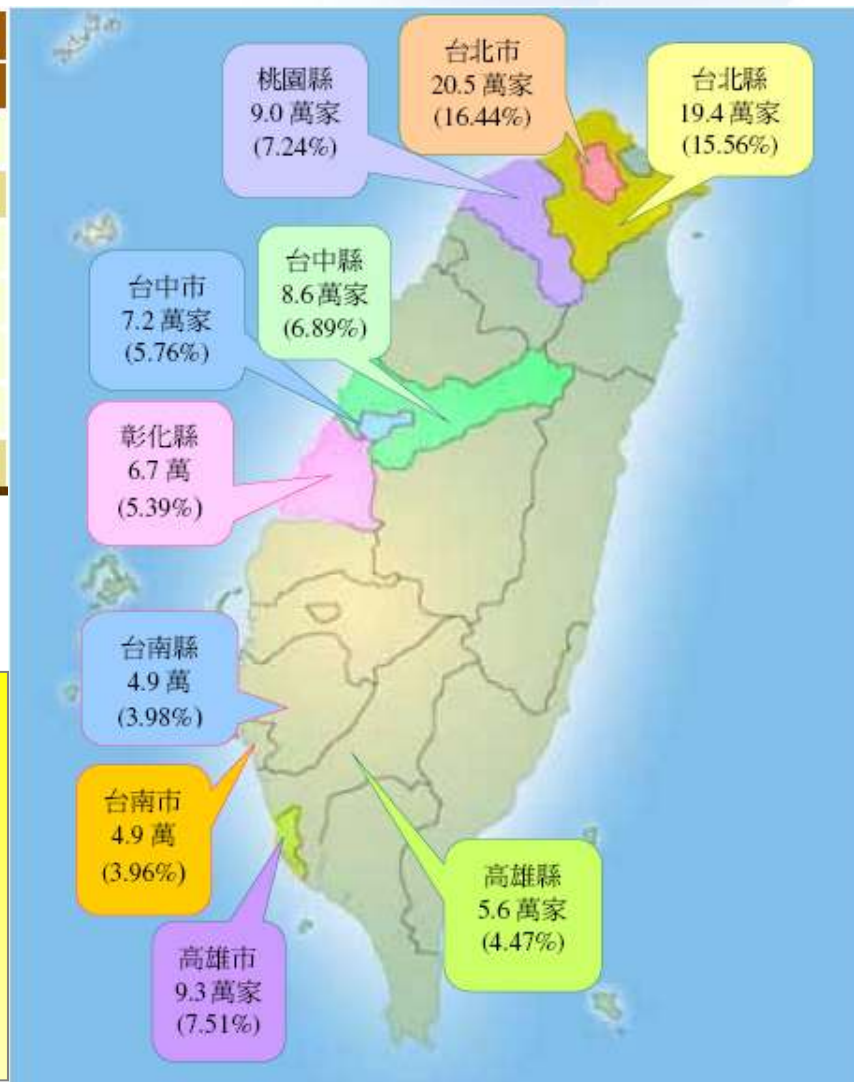 台北市
20.5 萬家
(16.44%)
桃園縣
9.0 萬家
(7.24%)
台北縣
19.4 萬家
(15.56%)
台中縣
8.6 萬家
(6.89%)
台中市
7.2 萬家
(5.76%)
彰化縣
6.7 萬
(5.39%)
台南縣
4.9 萬
(3.98%)
台南市
4.9 萬
(3.96%)
高雄縣
5.6 萬家
(4.47%)
高雄市
9.3 萬家
(7.51%)